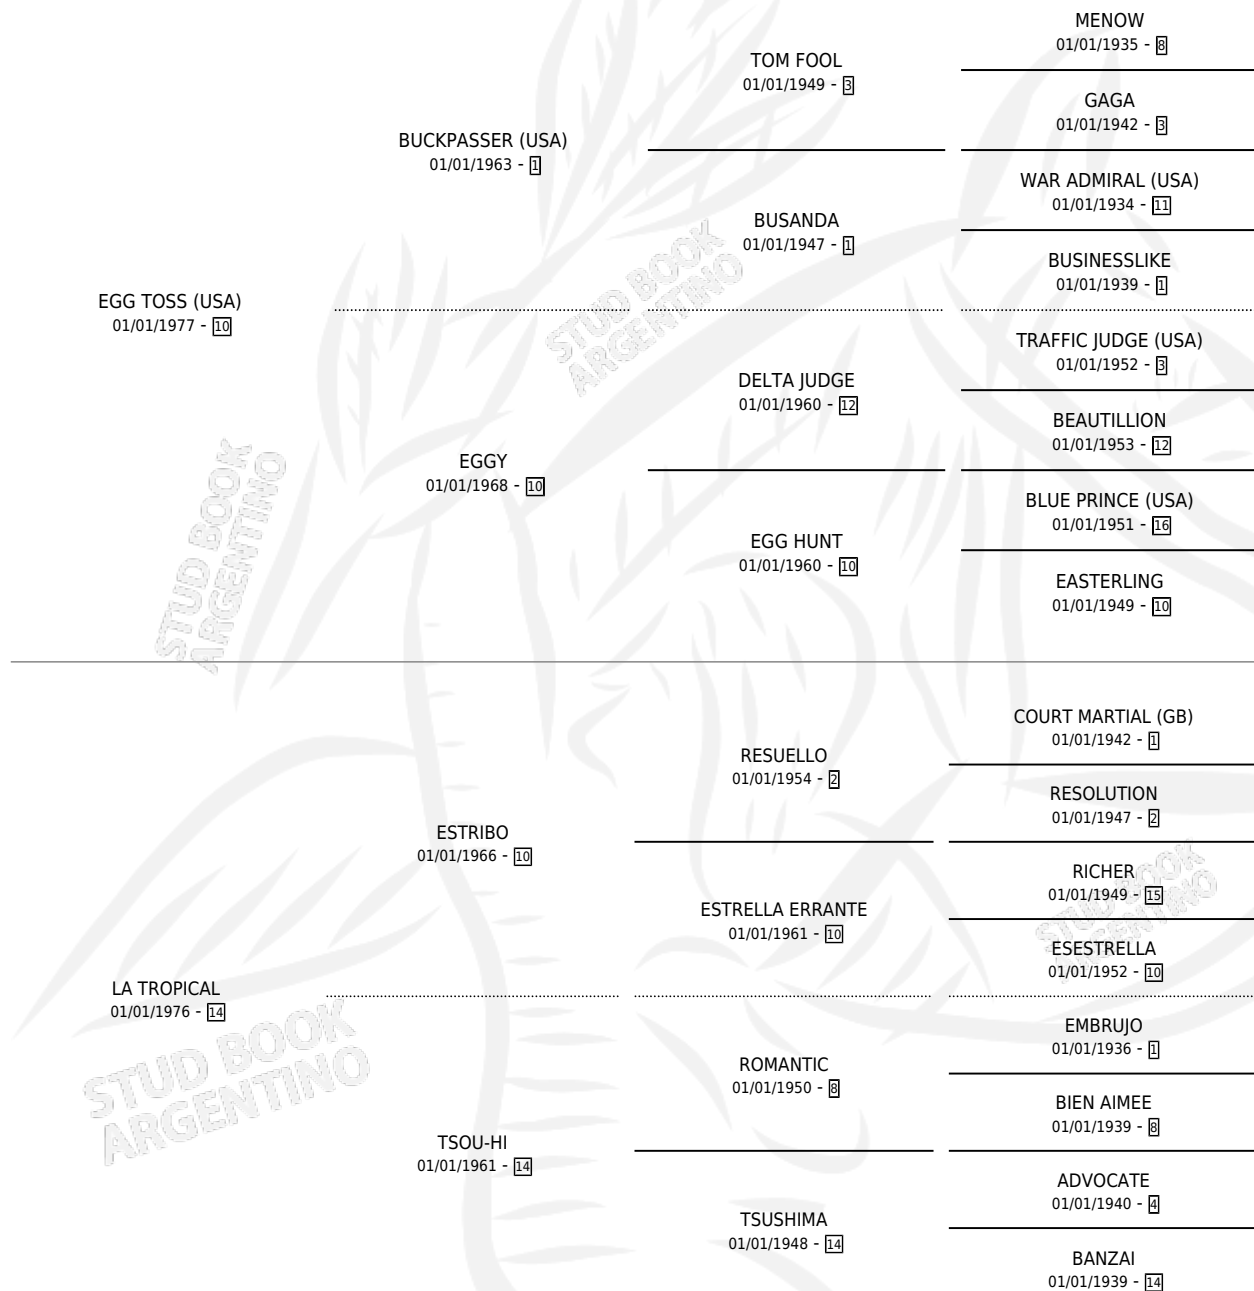 EGG TOSS (USA)
01/01/1977 - 10
BUCKPASSER (USA)
01/01/1963 - 1
TOM FOOL
01/01/1949 - 3
MENOW
01/01/1935 - 8
GAGA
01/01/1942 - 3
BUSANDA
01/01/1947 - 1
WAR ADMIRAL (USA)
01/01/1934 - 11
BUSINESSLIKE
01/01/1939 - 1
EGGY
01/01/1968 - 10
DELTA JUDGE
01/01/1960 - 12
TRAFFIC JUDGE (USA)
01/01/1952 - 3
BEAUTILLION
01/01/1953 - 12
EGG HUNT
01/01/1960 - 10
BLUE PRINCE (USA)
01/01/1951 - 16
EASTERLING
01/01/1949 - 10
LA TROPICAL
01/01/1976 - 14
ESTRIBO
01/01/1966 - 10
RESUELLO
01/01/1954 - 2
COURT MARTIAL (GB)
01/01/1942 - 1
RESOLUTION
01/01/1947 - 2
ESTRELLA ERRANTE
01/01/1961 - 10
RICHER
01/01/1949 - 15
ESESTRELLA
01/01/1952 - 10
TSOU-HI
01/01/1961 - 14
ROMANTIC
01/01/1950 - 8
EMBRUJO
01/01/1936 - 1
BIEN AIMEE
01/01/1939 - 8
TSUSHIMA
01/01/1948 - 14
ADVOCATE
01/01/1940 - 4
BANZAI
01/01/1939 - 14
STUD BOOK
ARGENTINO
STUD BOOK
ARGENTINO
STUD BOOK
ARGENTINO
STUD BOOK
ARGENTINO